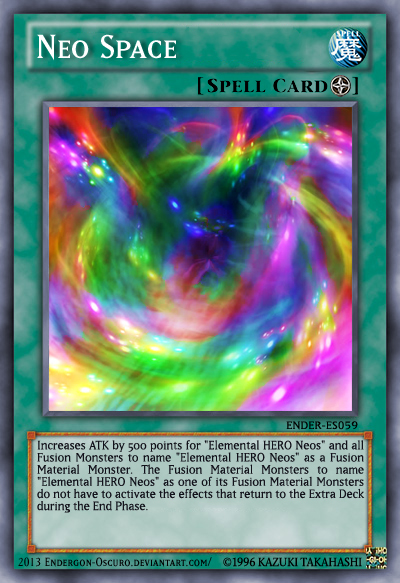 Neo Space
SPELL
魔
[Spell Card]
ENDER-ES059
Increases ATK by 500 points for "Elemental HERO Neos" and all
Fusion Monsters to name "Elemental HERO Neos" as a Fusion
Material Monster. The Fusion Material Monsters to name
"Elemental HERO Neos" as one of its Fusion Material Monsters
do not have to activate the effects that return to the Extra Deck
during the End Phase.
2013 Endergon-Oscuro.deviantart.com/ ©1996 KAZUKI TAKAHASHI